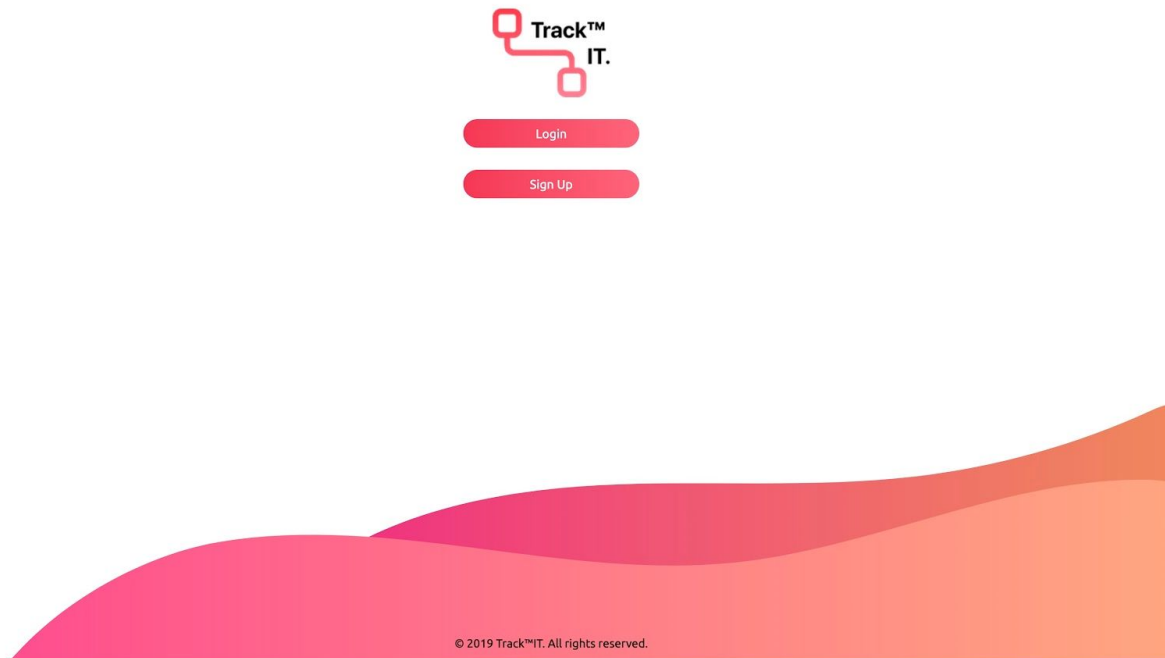 Track™
IT.
Login
Sign Up
© 2019 Track™IT. All rights reserved.